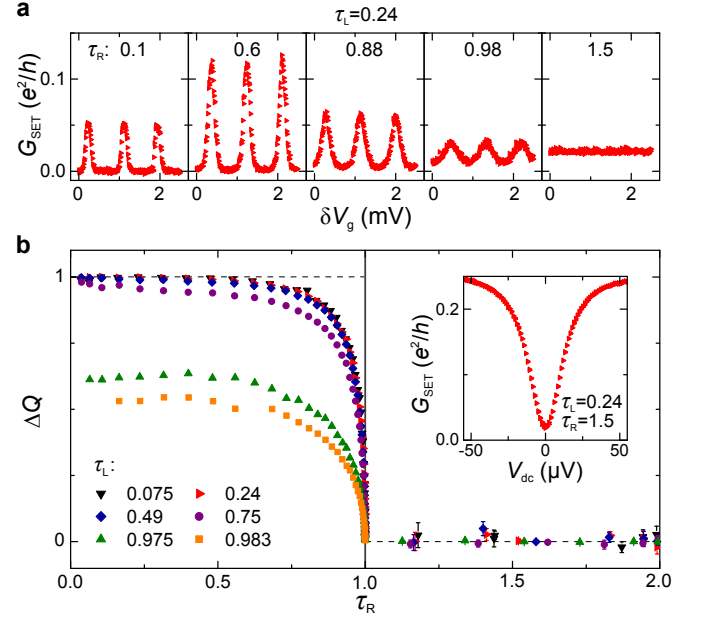 a
τL=0.24
GSET (e²/h)
0.1
0.0
τR: 0.1
0.6
0.88
0.98
1.5
0 2 0 2 0 2 0 2 0 2
δVg (mV)
b
ΔQ
1
0
τL:
0.075 0.24
0.49 0.75
0.975 0.983
GSET (e²/h)
0.2
0.0
τL=0.24
τR=1.5
-50 0 50
Vdc (µV)
0.0 0.5 1.0 1.5 2.0
τR